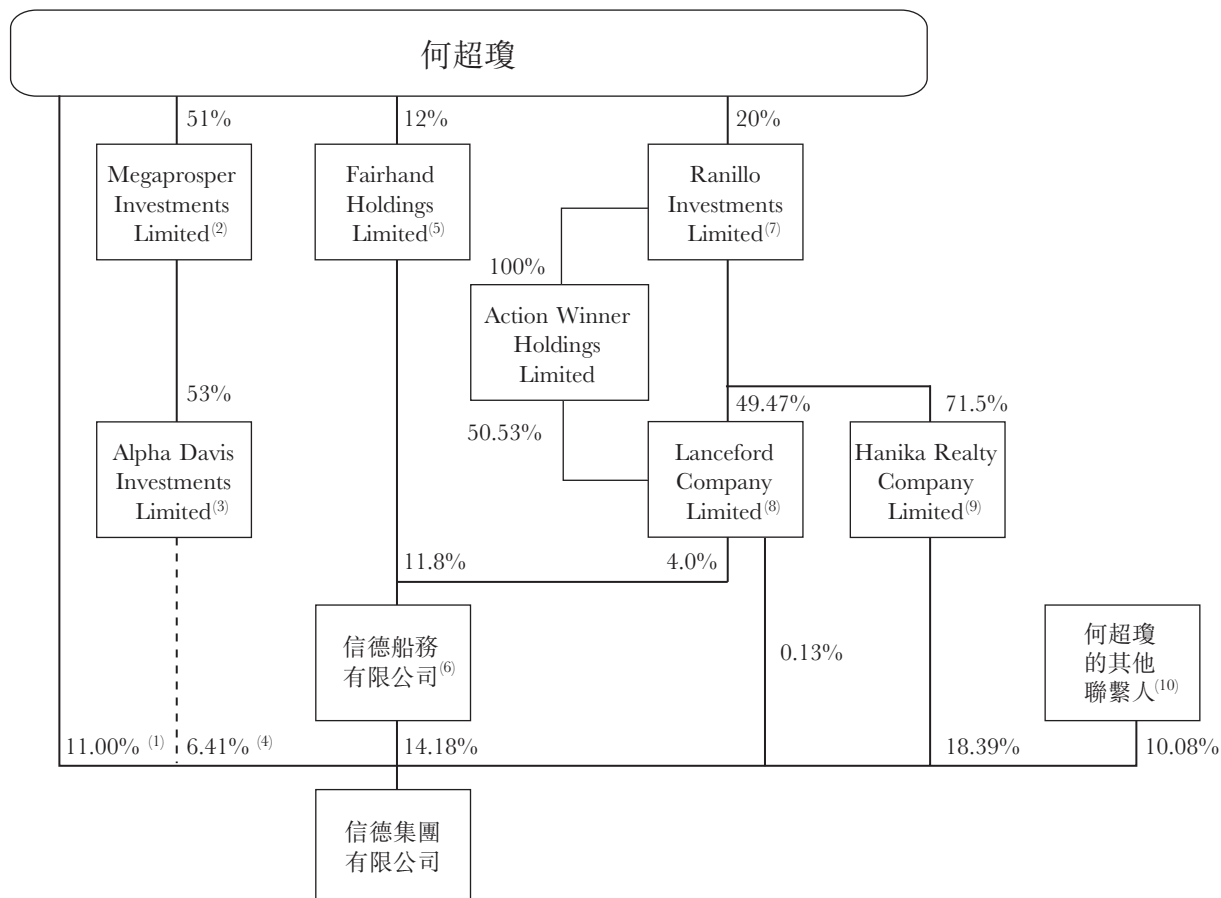 何超瓊
51%
12%
20%
Megaprosper
Investments
Limited(2)
Fairhand
Holdings
Limited(5)
Ranillo
Investments
Limited(7)
100%
Action Winner
Holdings
Limited
53%
49.47%
71.5%
50.53%
Alpha Davis
Investments
Limited(3)
Lanceford
Company
Limited(8)
Hanika Realty
Company
Limited(9)
11.8%
4.0%
信德船務
有限公司(6)
0.13%
何超瓊
的其他
聯繫人(10)
11.00% (1)
6.41% (4)
14.18%
18.39%
10.08%
信德集團
有限公司